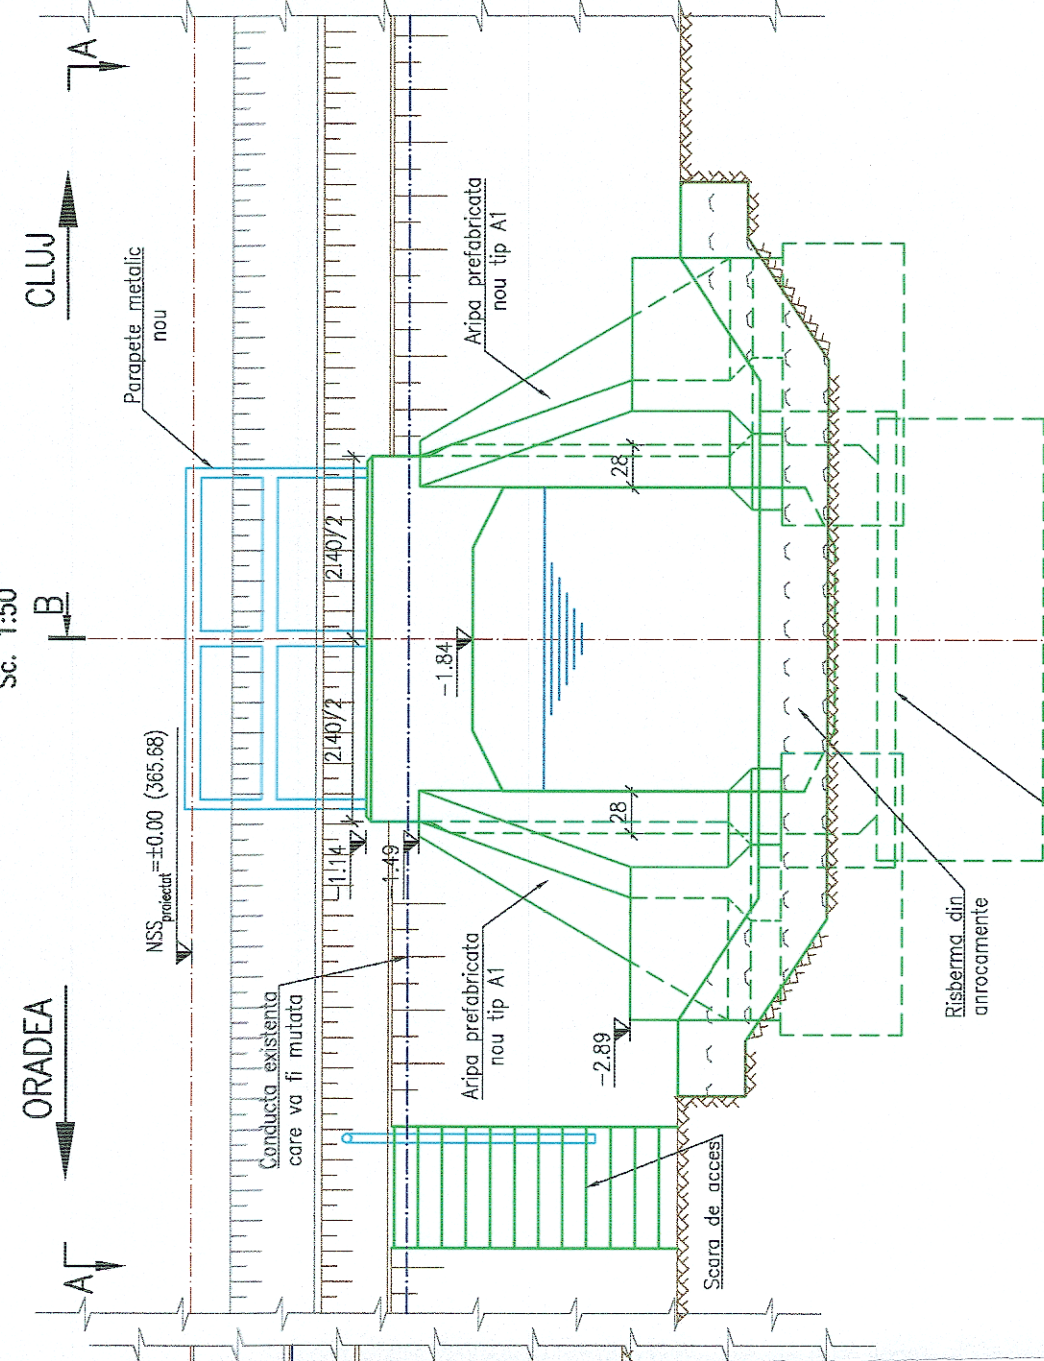 Sc. 1:50
B
ORADEA
CLUJ
A
A
NSSproiectat=±0.00 (365.68)
Parapete metalic
nou
Conducta existenta
care va fi mutata
Aripa prefabricata
nou tip A1
Aripa prefabricata
nou tip A1
2.40/2
2.40/2
-1.14
-1.49
-1.84
28
28
-2.89
Scara de acces
Risberma din
anrocamente